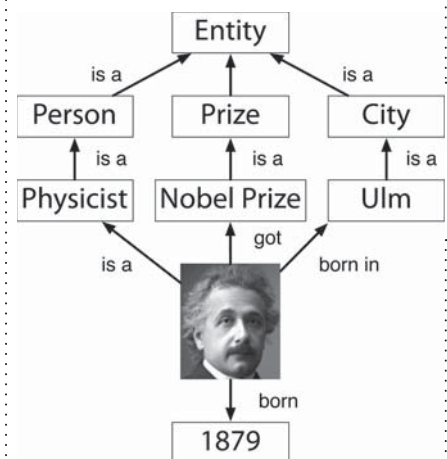 Entity
is a
is a
Person
Prize
City
is a
is a
is a
Physicist
Nobel Prize
Ulm
got
is a
born in
born
1879